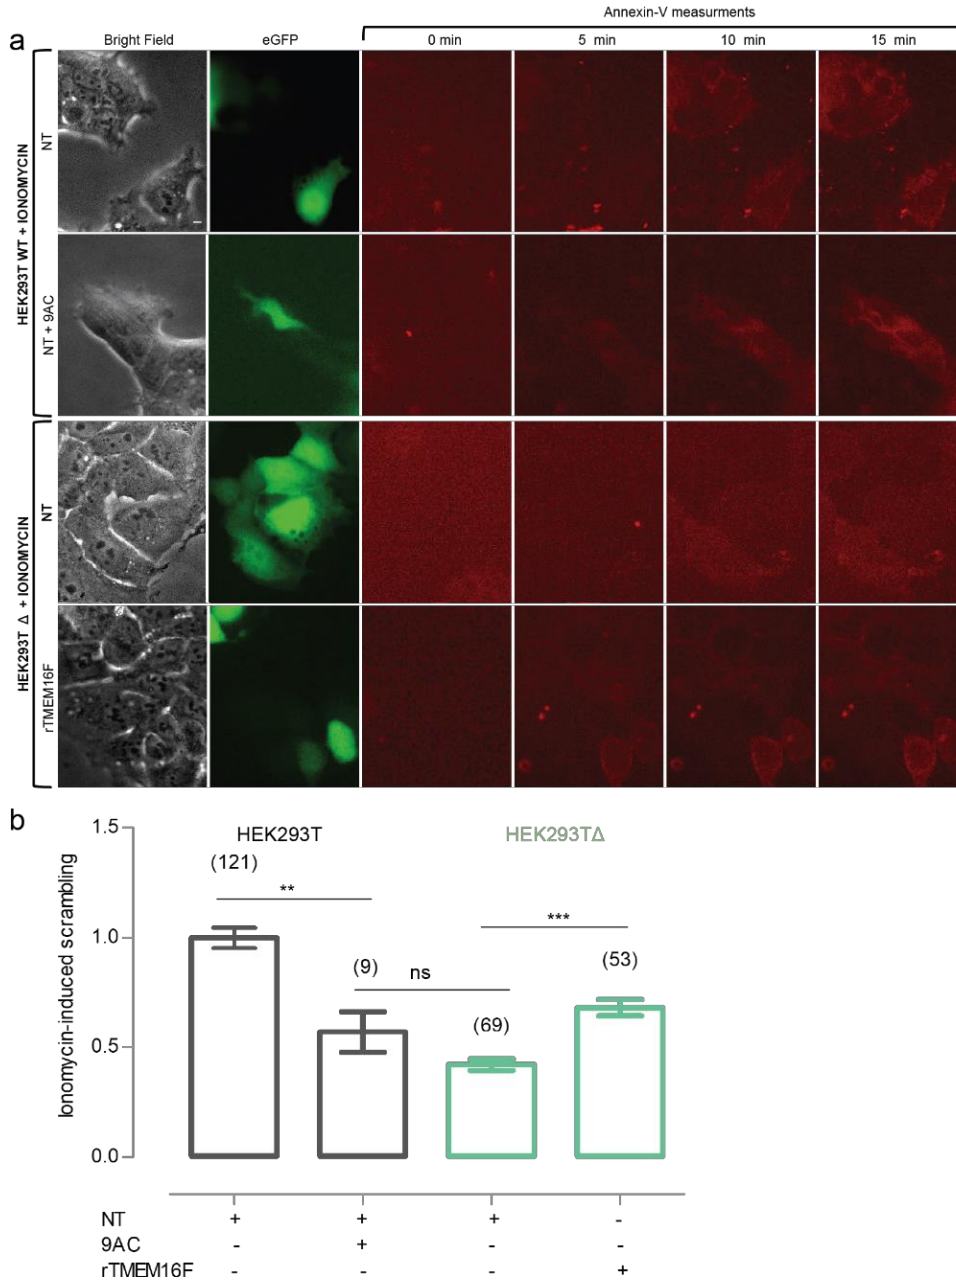 Annexin-V measurments
a
Bright Field eGFP 0 min 5 min 10 min 15 min
HEK293T WT + IONOMYCIN
NT
NT + 9AC
HEK293T Δ + IONOMYCIN
NT
rTMEM16F
b
Ionomycin-induced scrambling
1.5
1.0
0.5
0.0
HEK293T HEK293TΔ
(121)
**
***
(9)
ns
(53)
(69)
NT + + + -
9AC - + - -
rTMEM16F - - - +